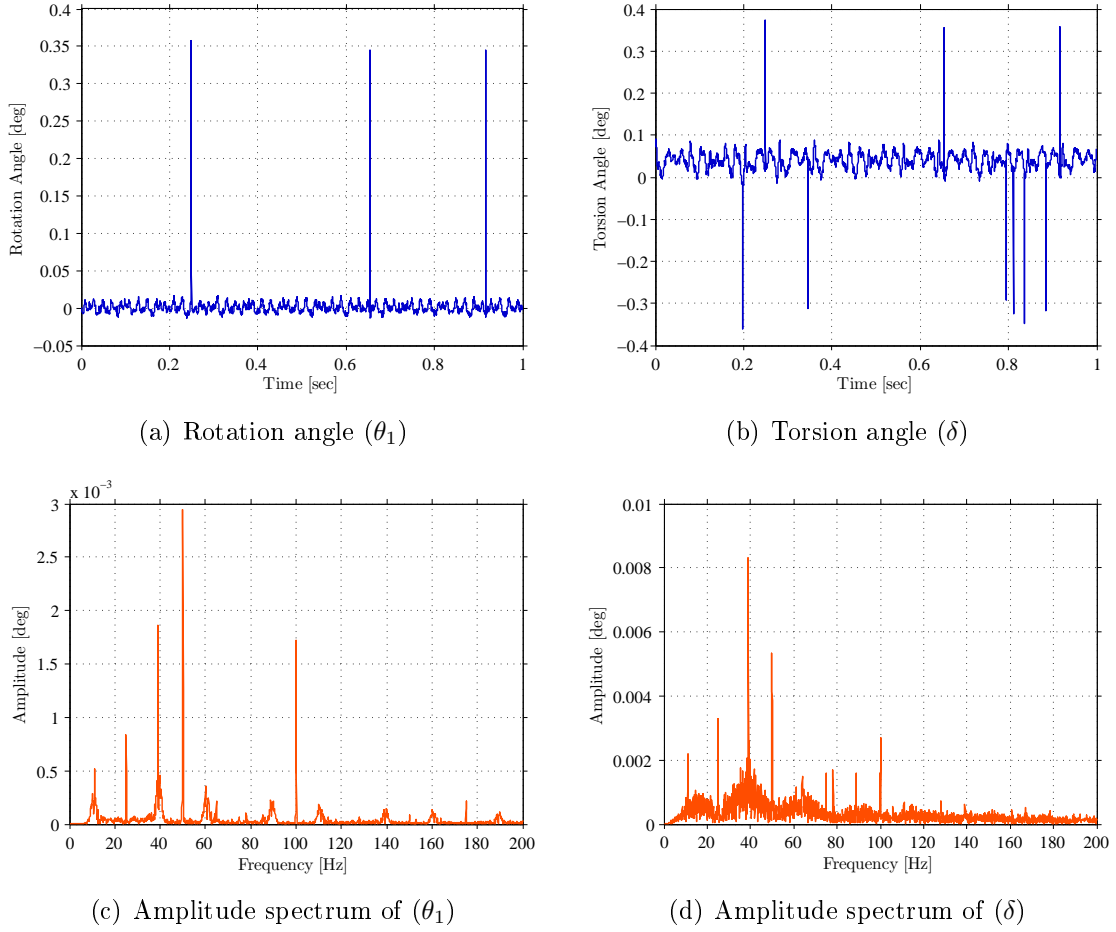 0.4
0.35
0.3
0.25
0.2
0.15
0.1
0.05
0
−0.05
0 0.2 0.4 0.6 0.8 1
Rotation Angle [deg]
Time [sec]
(a) Rotation angle (θ₁)
0.4
0.3
0.2
0.1
0
−0.1
−0.2
−0.3
−0.4
0 0.2 0.4 0.6 0.8 1
Torsion Angle [deg]
Time [sec]
(b) Torsion angle (δ)
x 10⁻³
3
2.5
2
1.5
1
0.5
0
0 20 40 60 80 100 120 140 160 180 200
Amplitude [deg]
Frequency [Hz]
(c) Amplitude spectrum of (θ₁)
0.01
0.008
0.006
0.004
0.002
0
0 20 40 60 80 100 120 140 160 180 200
Amplitude [deg]
Frequency [Hz]
(d) Amplitude spectrum of (δ)